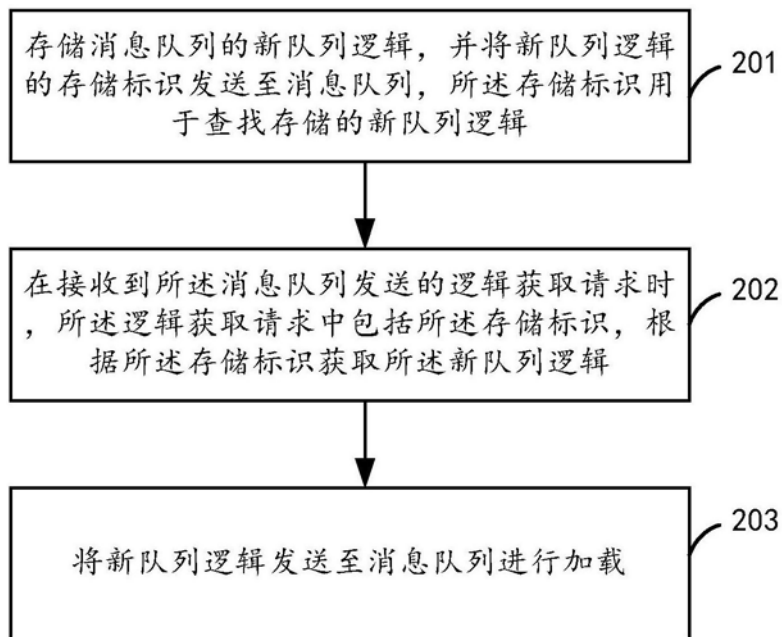 存储消息队列的新队列逻辑，并将新队列逻辑
的存储标识发送至消息队列，所述存储标识用
于查找存储的新队列逻辑
201
在接收到所述消息队列发送的逻辑获取请求时
，所述逻辑获取请求中包括所述存储标识，根
据所述存储标识获取所述新队列逻辑
202
将新队列逻辑发送至消息队列进行加载
203